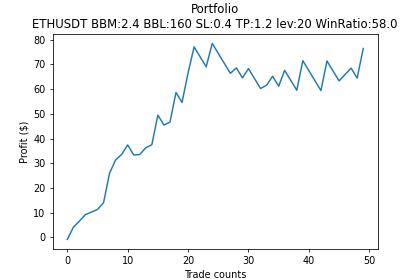 Portfolio
ETHUSDT BBM:2.4 BBL:160 SL:0.4 TP:1.2 lev:20 WinRatio:58.0
80
70
60
50
40
30
20
10
0
Profit ($)
0 10 20 30 40 50
Trade counts